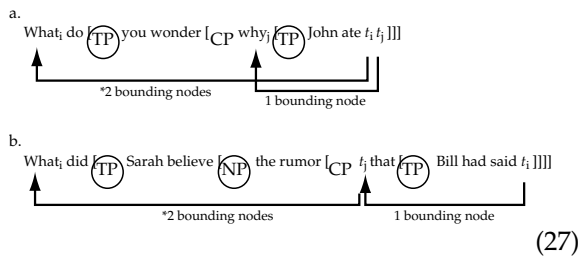 a.
Whatᵢ do [TP you wonder [CP whyⱼ [TP John ate tᵢ tⱼ ]]]
*2 bounding nodes
1 bounding node
b.
Whatᵢ did [TP Sarah believe [NP the rumor [CP tⱼ that [TP Bill had said tᵢ ]]]]
*2 bounding nodes
1 bounding node
(27)